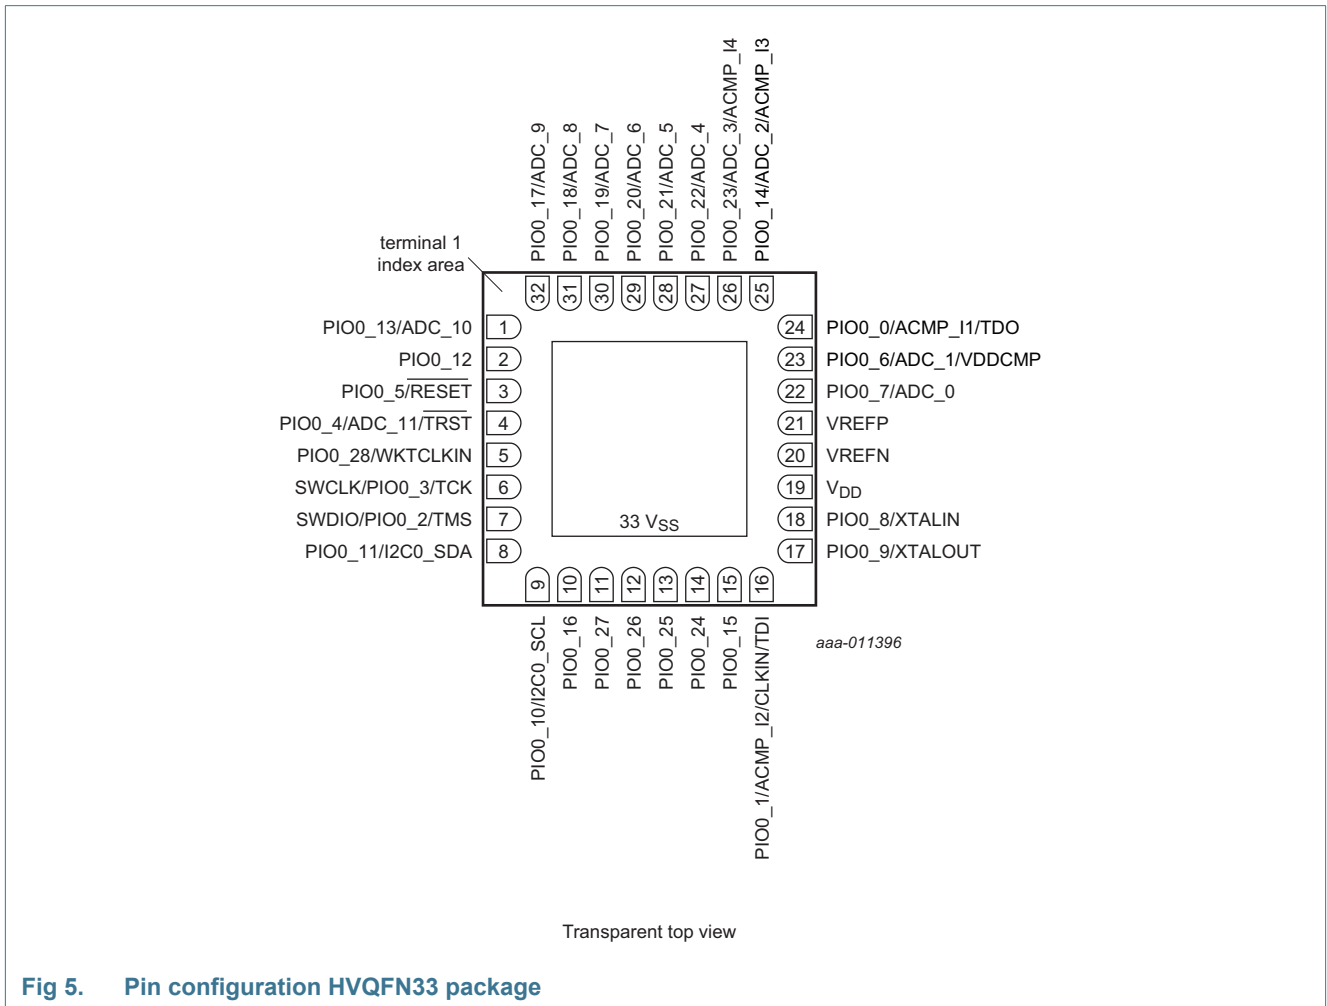 PIO0_17/ADC_9
PIO0_18/ADC_8
PIO0_19/ADC_7
PIO0_20/ADC_6
PIO0_21/ADC_5
PIO0_22/ADC_4
PIO0_23/ADC_3/ACMP_I4
PIO0_14/ADC_2/ACMP_I3
terminal 1
index area
32
31
30
29
28
27
26
25
PIO0_13/ADC_10 1
PIO0_12 2
PIO0_5/RESET 3
PIO0_4/ADC_11/TRST 4
PIO0_28/WKTCLKIN 5
SWCLK/PIO0_3/TCK 6
SWDIO/PIO0_2/TMS 7
PIO0_11/I2C0_SDA 8
24 PIO0_0/ACMP_I1/TDO
23 PIO0_6/ADC_1/VDDCMP
22 PIO0_7/ADC_0
21 VREFP
20 VREFN
19 VDD
18 PIO0_8/XTALIN
17 PIO0_9/XTALOUT
33 VSS
9
10
11
12
13
14
15
16
PIO0_10/I2C0_SCL
PIO0_16
PIO0_27
PIO0_26
PIO0_25
PIO0_24
PIO0_15
PIO0_1/ACMP_I2/CLKIN/TDI
aaa-011396
Transparent top view
Fig 5. Pin configuration HVQFN33 package